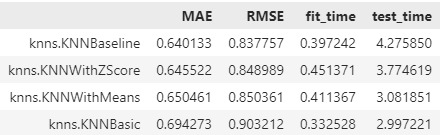 MAE RMSE fit_time test_time
knns.KNNBaseline 0.640133 0.837757 0.397242 4.275850
knns.KNNWithZScore 0.645522 0.848989 0.451371 3.774619
knns.KNNWithMeans 0.650461 0.850361 0.411367 3.081851
knns.KNNBasic 0.694273 0.903212 0.332528 2.997221